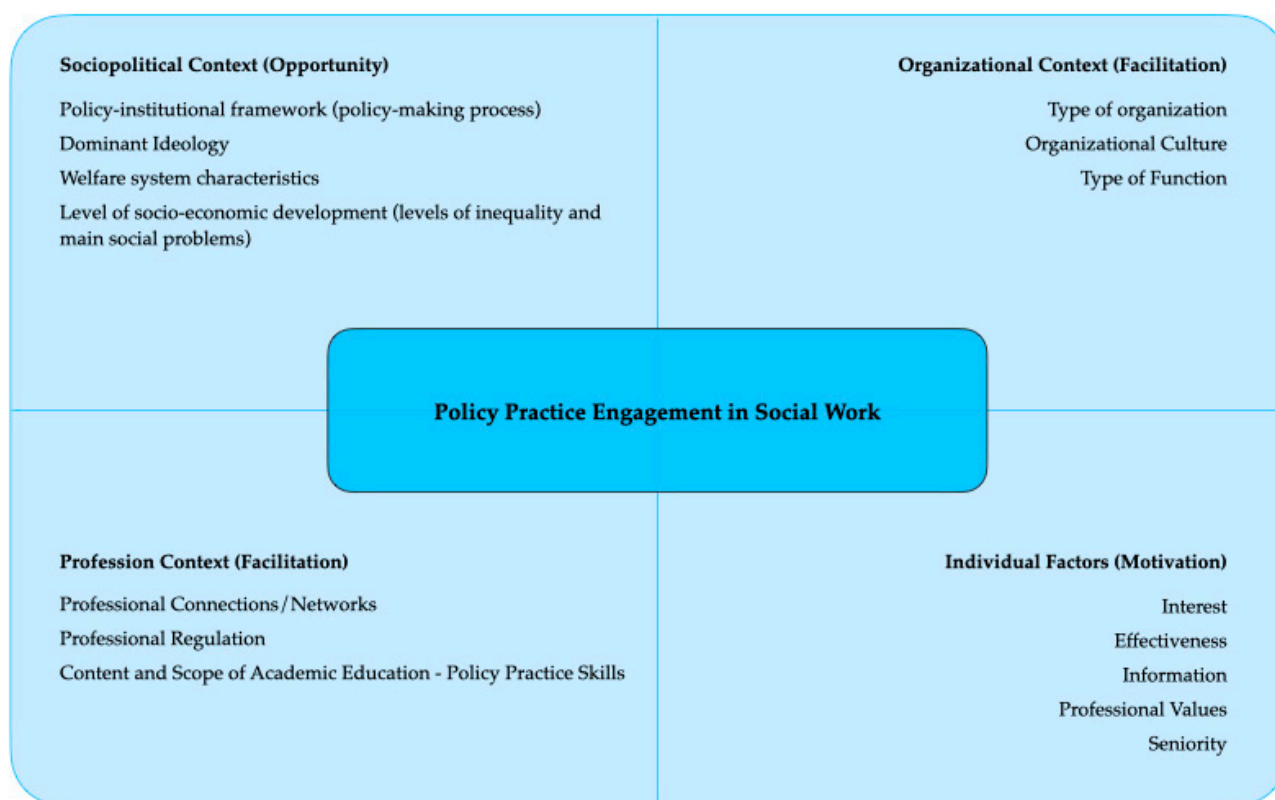 Sociopolitical Context (Opportunity)
Policy-institutional framework (policy-making process)
Dominant Ideology
Welfare system characteristics
Level of socio-economic development (levels of inequality and
main social problems)
Organizational Context (Facilitation)
Type of organization
Organizational Culture
Type of Function
Policy Practice Engagement in Social Work
Profession Context (Facilitation)
Professional Connections/Networks
Professional Regulation
Content and Scope of Academic Education - Policy Practice Skills
Individual Factors (Motivation)
Interest
Effectiveness
Information
Professional Values
Seniority